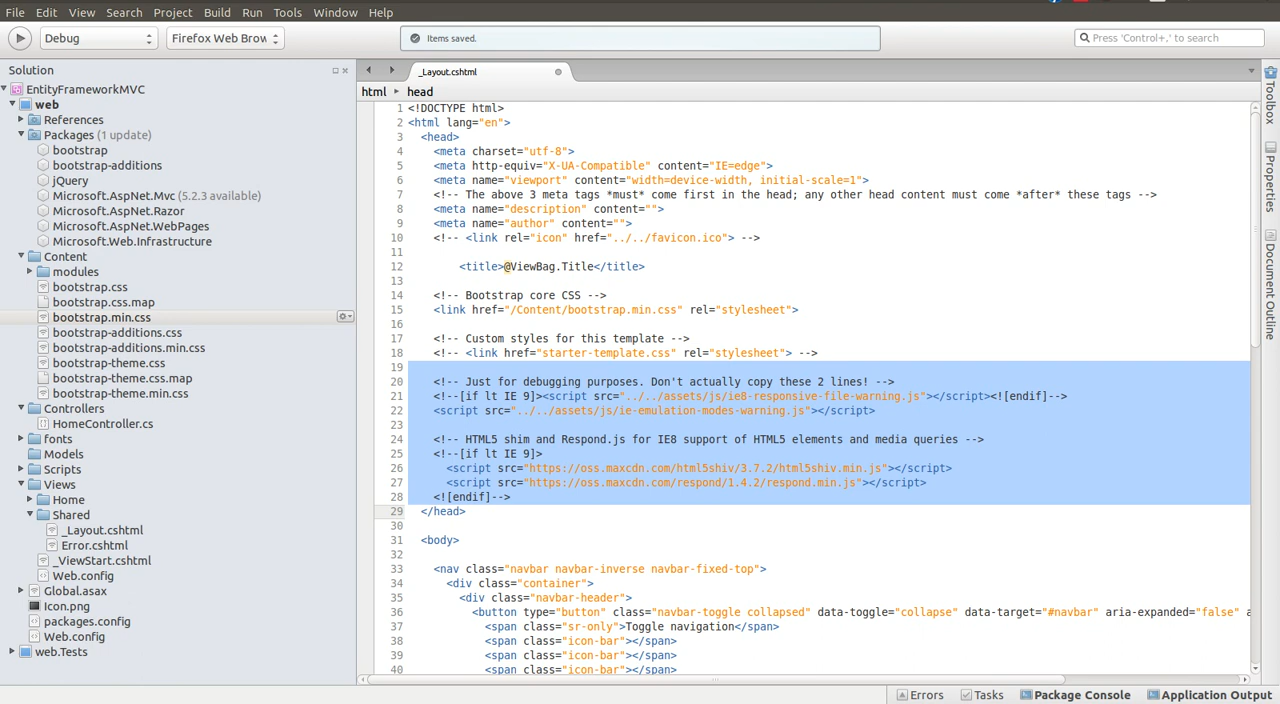 File Edit View Search Project Build Run Tools Window Help
Debug Firefox Web Brow Items saved. Press 'Control+,' to search
Solution
_Layout.cshtml
html head
EntityFrameworkMVC
web
References
Packages (1 update)
bootstrap
bootstrap-additions
jQuery
Microsoft.AspNet.Mvc (5.2.3 available)
Microsoft.AspNet.Razor
Microsoft.AspNet.WebPages
Microsoft.Web.Infrastructure
Content
modules
bootstrap.css
bootstrap.css.map
bootstrap.min.css
bootstrap-additions.css
bootstrap-additions.min.css
bootstrap-theme.css
bootstrap-theme.css.map
bootstrap-theme.min.css
Controllers
HomeController.cs
fonts
Models
Scripts
Views
Home
Shared
_Layout.cshtml
Error.cshtml
_ViewStart.cshtml
Web.config
Global.asax
Icon.png
packages.config
Web.config
web.Tests
1 <!DOCTYPE html>
2 <html lang="en">
3 <head>
4 <meta charset="utf-8">
5 <meta http-equiv="X-UA-Compatible" content="IE=edge">
6 <meta name="viewport" content="width=device-width, initial-scale=1">
7 <!-- The above 3 meta tags *must* come first in the head; any other head content must come *after* these tags -->
8 <meta name="description" content="">
9 <meta name="author" content="">
10 <!-- <link rel="icon" href="../../favicon.ico"> -->
11
12 <title>@ViewBag.Title</title>
13
14 <!-- Bootstrap core CSS -->
15 <link href="/Content/bootstrap.min.css" rel="stylesheet">
16
17 <!-- Custom styles for this template -->
18 <!-- <link href="starter-template.css" rel="stylesheet"> -->
19
20 <!-- Just for debugging purposes. Don't actually copy these 2 lines! -->
21 <!--[if lt IE 9]><script src="../../assets/js/ie8-responsive-file-warning.js"></script><![endif]-->
22 <script src="../../assets/js/ie-emulation-modes-warning.js"></script>
23
24 <!-- HTML5 shim and Respond.js for IE8 support of HTML5 elements and media queries -->
25 <!--[if lt IE 9]>
26 <script src="https://oss.maxcdn.com/html5shiv/3.7.2/html5shiv.min.js"></script>
27 <script src="https://oss.maxcdn.com/respond/1.4.2/respond.min.js"></script>
28 <![endif]-->
29 </head>
30
31 <body>
32
33 <nav class="navbar navbar-inverse navbar-fixed-top">
34 <div class="container">
35 <div class="navbar-header">
36 <button type="button" class="navbar-toggle collapsed" data-toggle="collapse" data-target="#navbar" aria-expanded="false" a
37 <span class="sr-only">Toggle navigation</span>
38 <span class="icon-bar"></span>
39 <span class="icon-bar"></span>
40 <span class="icon-bar"></span>
Toolbox
Properties
Document Outline
Errors Tasks Package Console Application Output